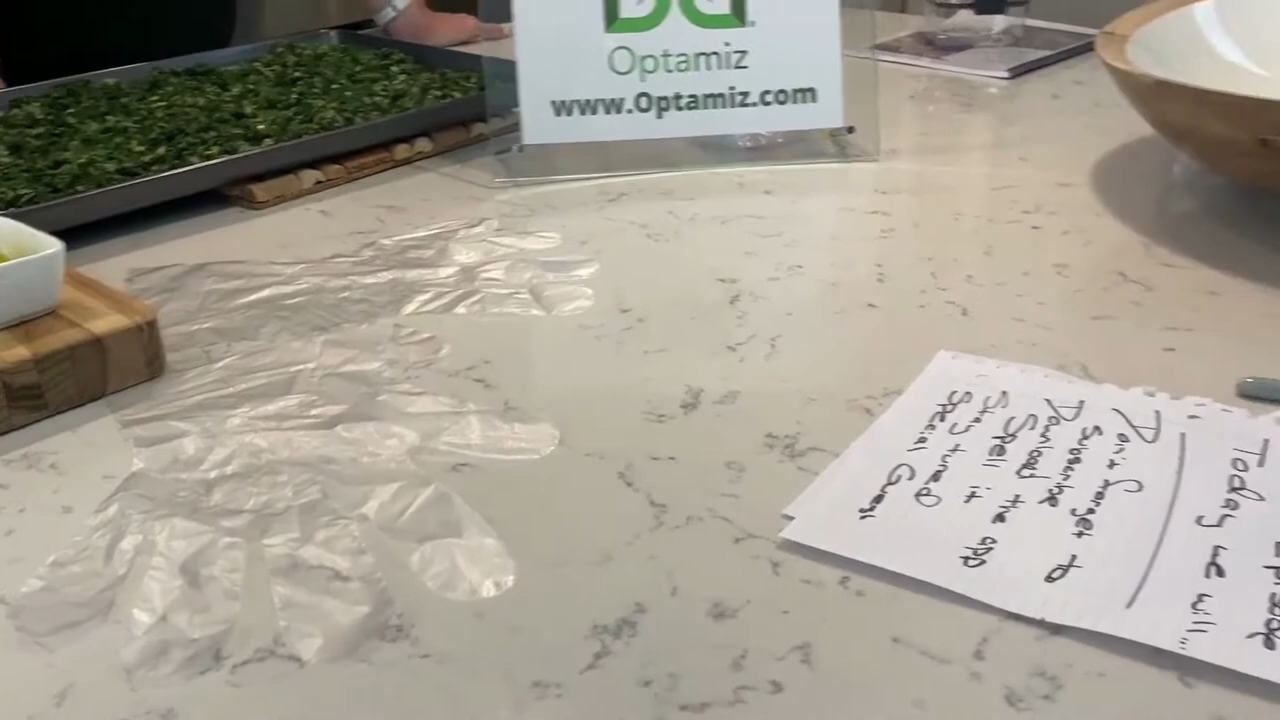 Optamiz
www.Optamiz.com
Today we will...
Don't forget to
Subscribe
Download the app
Spell it
Stay tuned
Special Guest